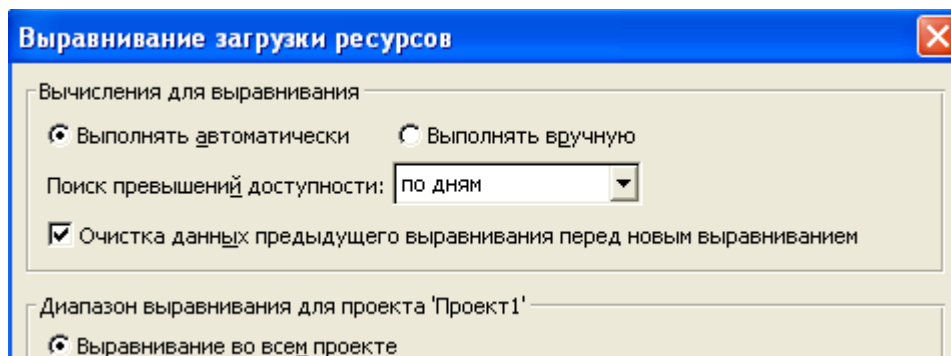 Выравнивание загрузки ресурсов
Вычисления для выравнивания
Выполнять автоматически Выполнять вручную
Поиск превышений доступности: по дням
Очистка данных предыдущего выравнивания перед новым выравниванием
Диапазон выравнивания для проекта 'Проект1'
Выравнивание во всем проекте